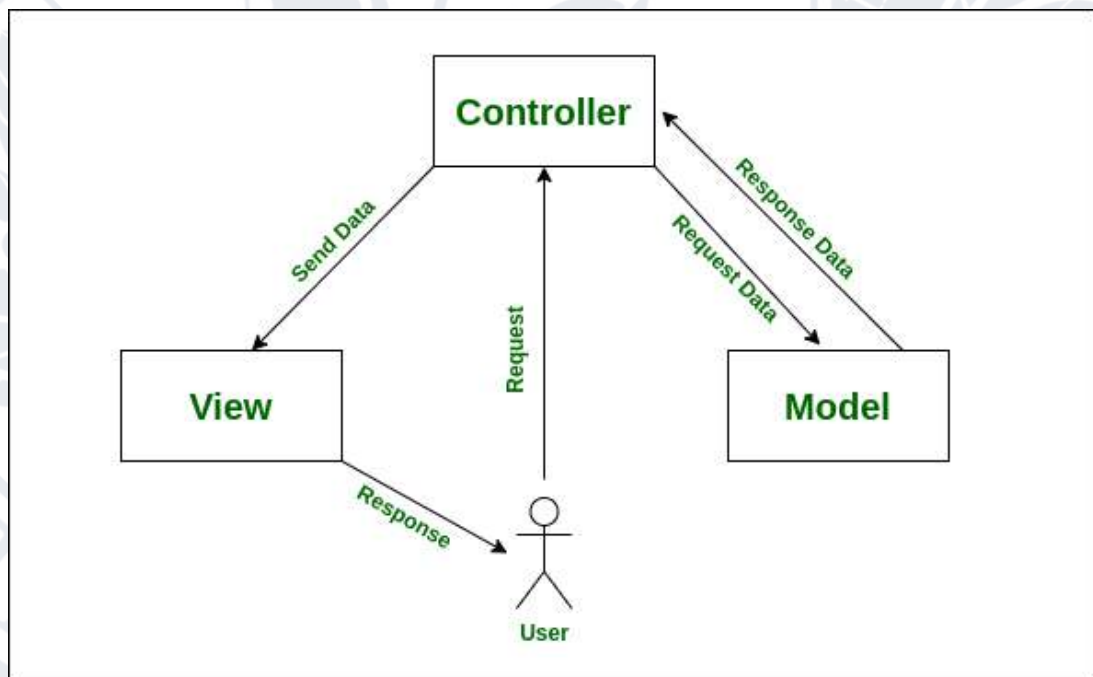 Controller
Send Data
Request
Request Data
Response Data
View
Model
Response
User